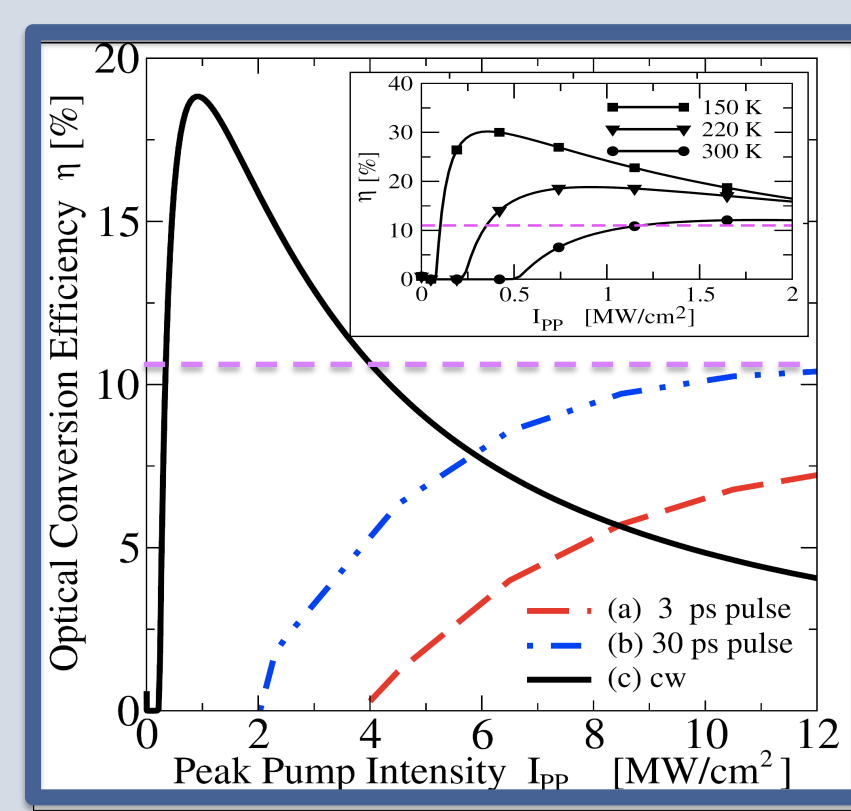 Optical Conversion Efficiency η [%]
20
15
10
5
0
0 2 4 6 8 10 12
Peak Pump Intensity I_PP [MW/cm²]
η [%]
40
30
20
10
0
0 0.5 1 1.5 2
I_PP [MW/cm²]
150 K
220 K
300 K
(a) 3 ps pulse
(b) 30 ps pulse
(c) cw